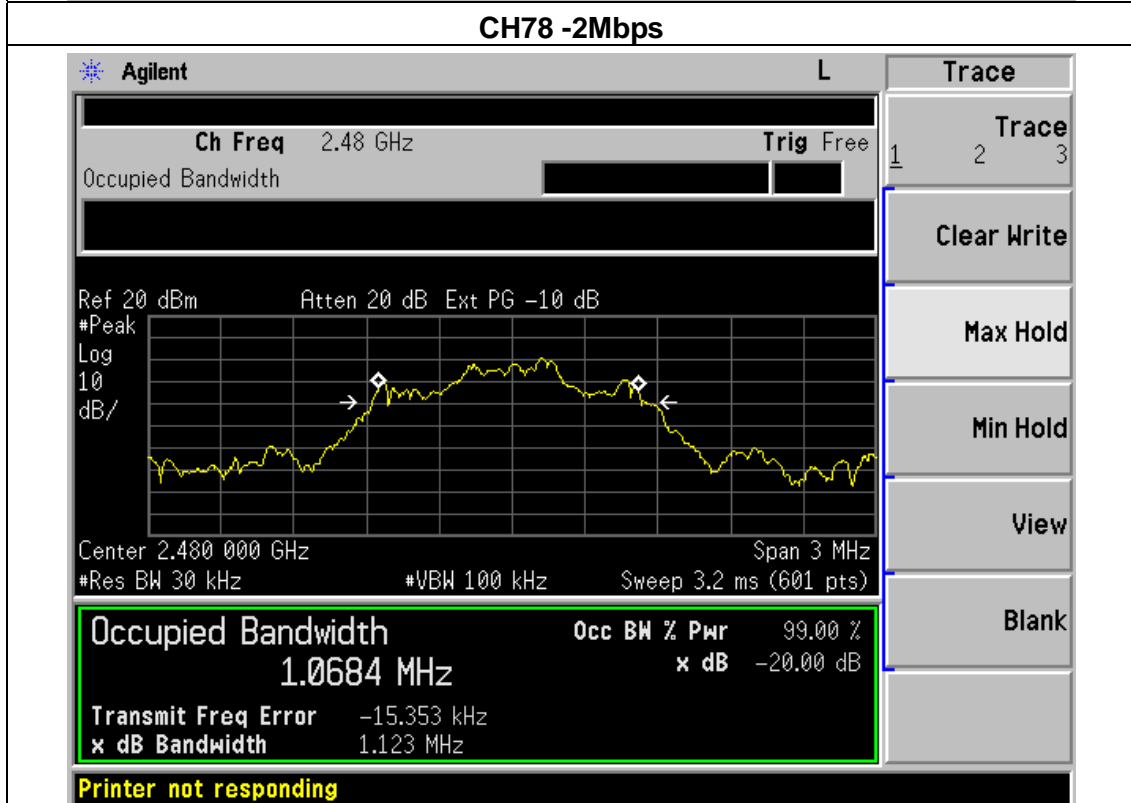 CH78 -2Mbps
Agilent L Trace
Ch Freq 2.48 GHz Trig Free
Occupied Bandwidth
Trace
1 2 3
Clear Write
Max Hold
Min Hold
View
Blank
Ref 20 dBm Atten 20 dB Ext PG -10 dB
#Peak
Log
10
dB/
Center 2.480 000 GHz Span 3 MHz
#Res BW 30 kHz #VBW 100 kHz Sweep 3.2 ms (601 pts)
Occupied Bandwidth Occ BW % Pwr 99.00 %
1.0684 MHz x dB -20.00 dB
Transmit Freq Error -15.353 kHz
x dB Bandwidth 1.123 MHz
Printer not responding